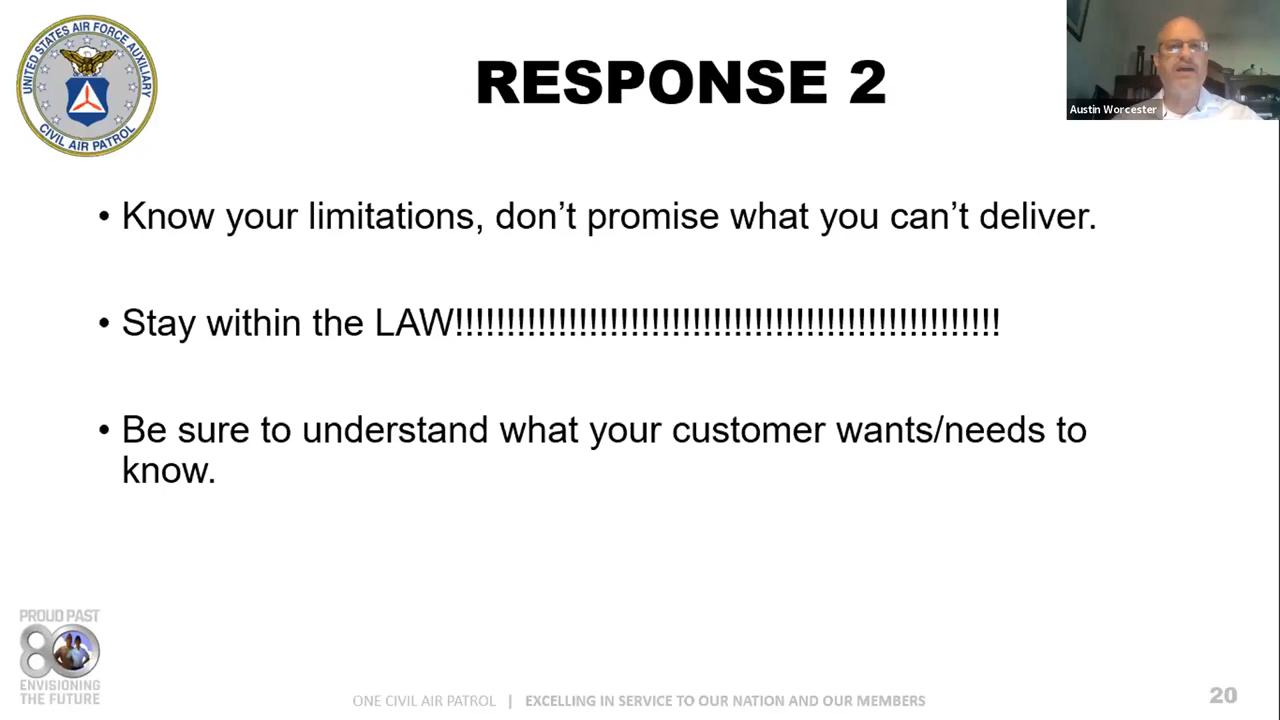 UNITED STATES AIR FORCE AUXILIARY
CIVIL AIR PATROL
RESPONSE 2
Austin Worcester
• Know your limitations, don’t promise what you can’t deliver.
• Stay within the LAW!!!!!!!!!!!!!!!!!!!!!!!!!!!!!!!!!!!!!!!!!!!!!!!!!!!!!
• Be sure to understand what your customer wants/needs to
know.
PROUD PAST
80
ENVISIONING
THE FUTURE
ONE CIVIL AIR PATROL | EXCELLING IN SERVICE TO OUR NATION AND OUR MEMBERS
20